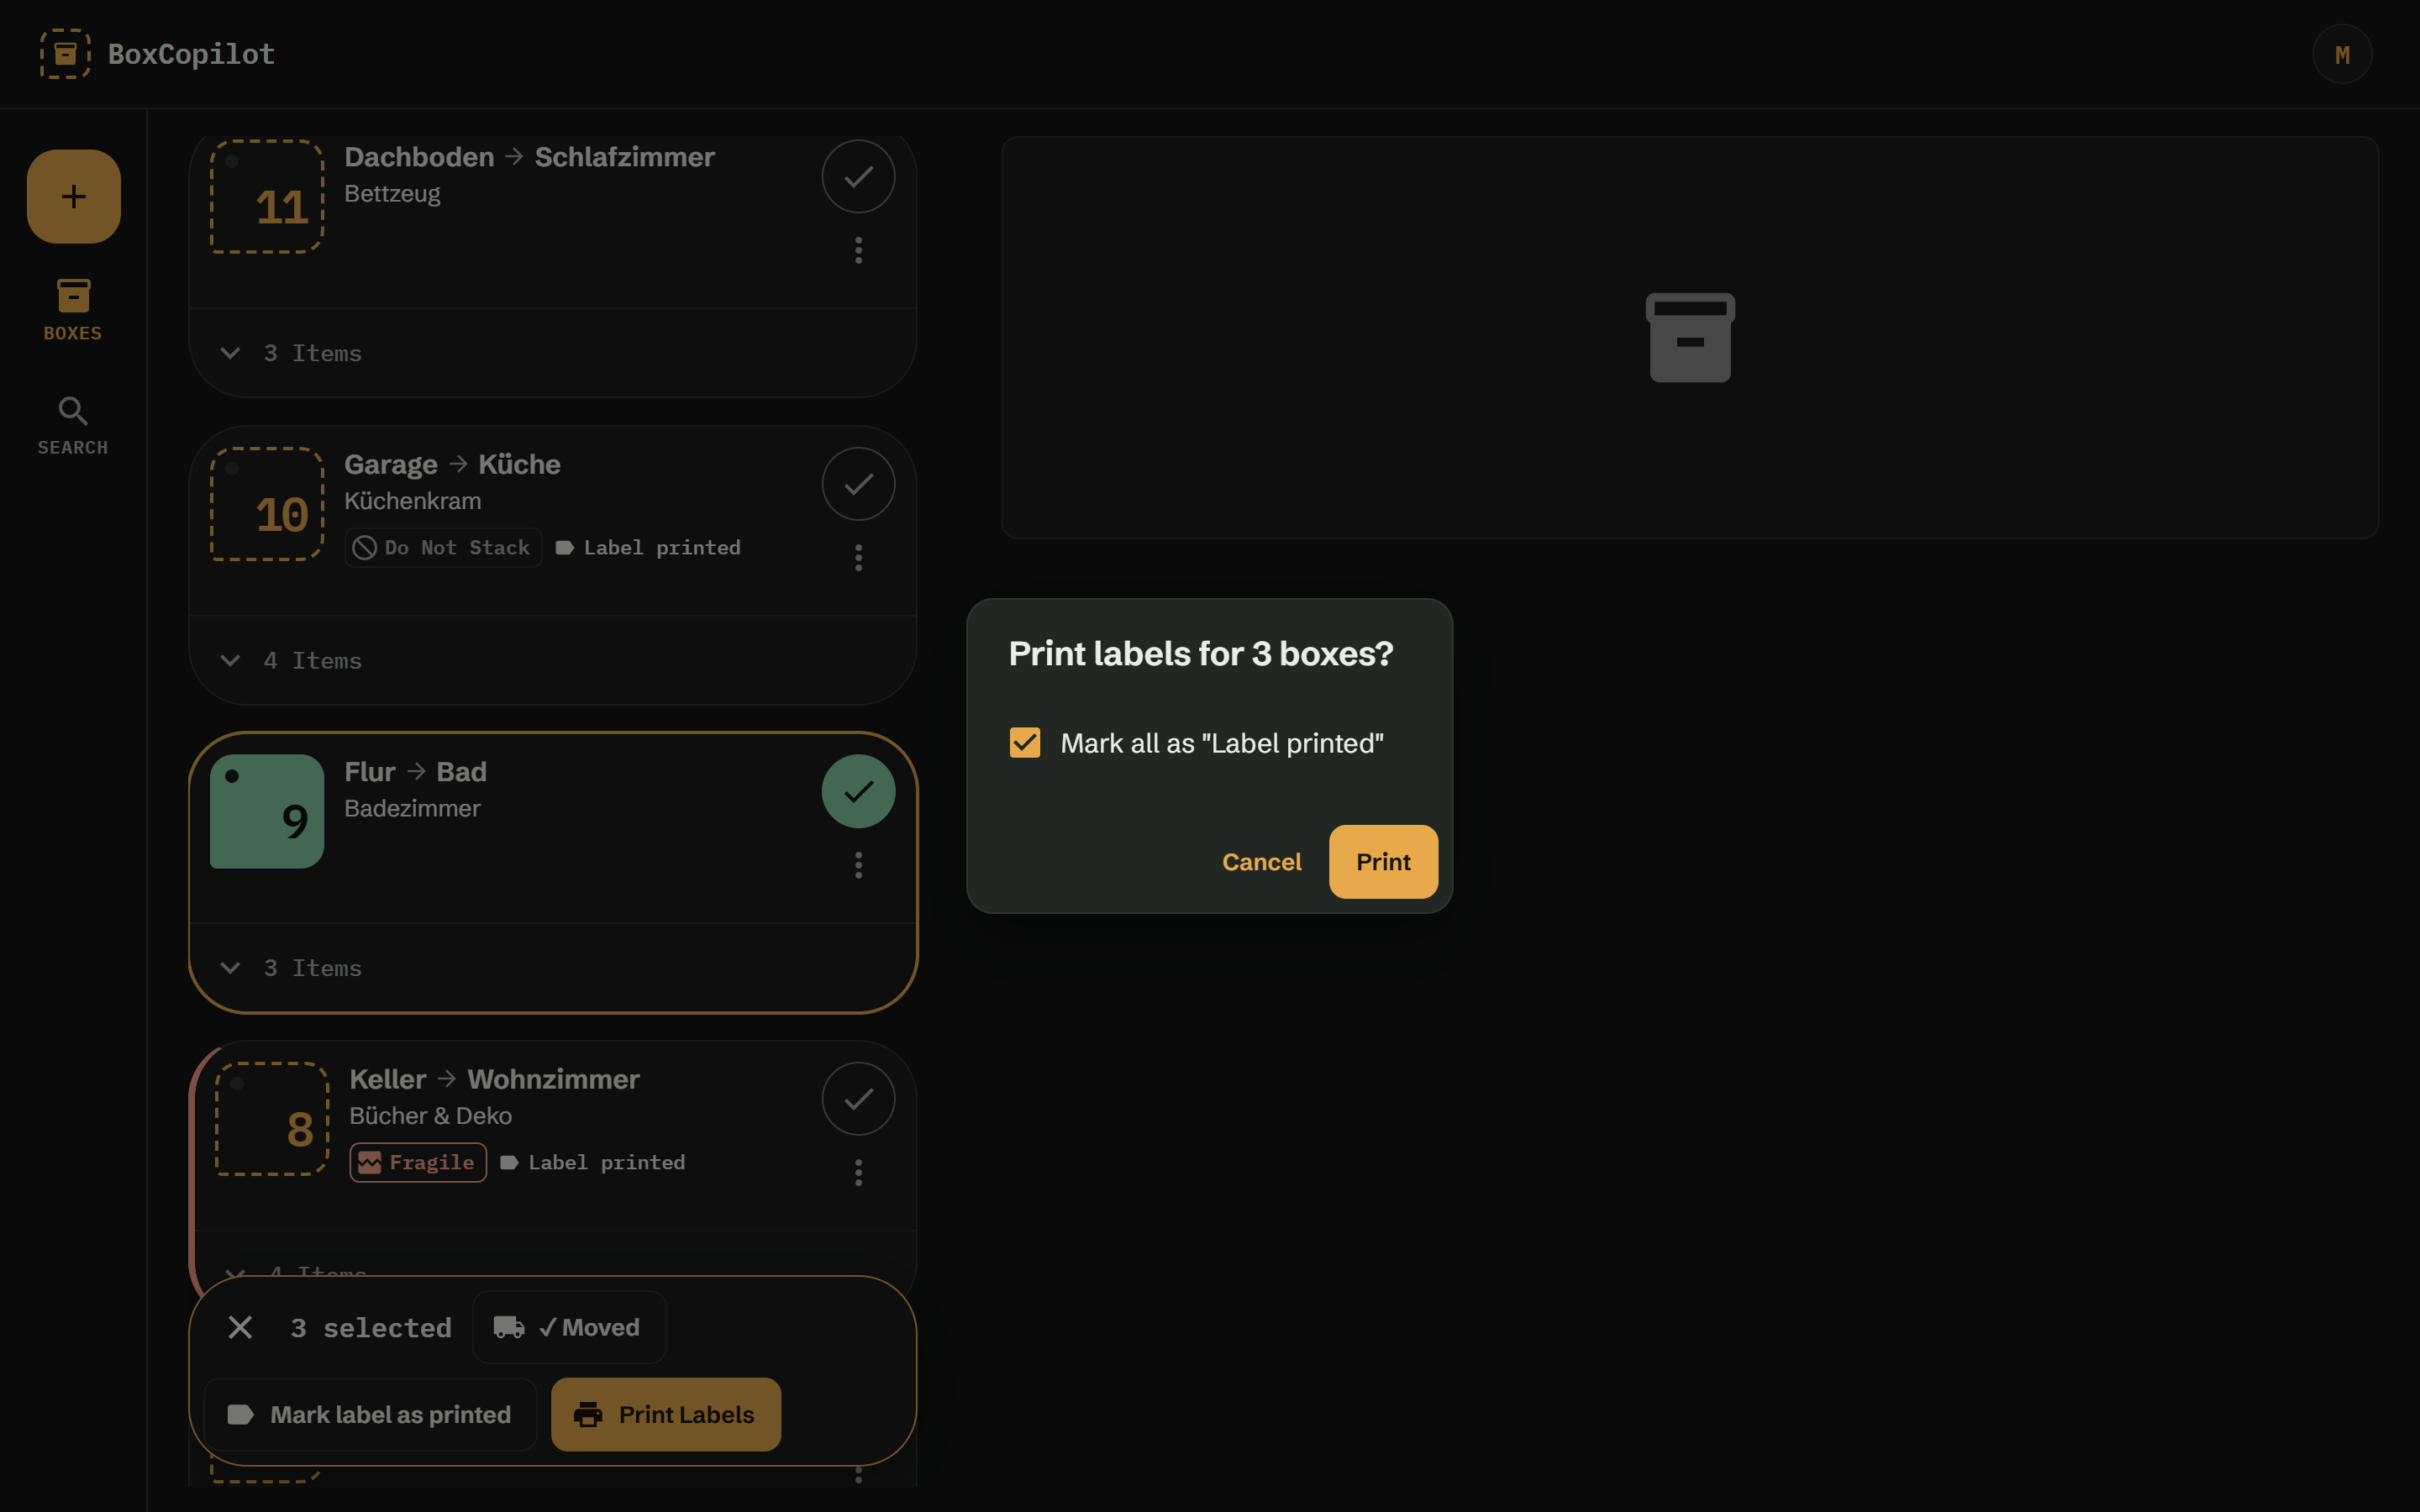 BoxCopilot
M
BOXES
SEARCH
11
Dachboden → Schlafzimmer
Bettzeug
3 Items
10
Garage → Küche
Küchenkram
Do Not Stack Label printed
4 Items
9
Flur → Bad
Badezimmer
3 Items
8
Keller → Wohnzimmer
Bücher & Deko
Fragile Label printed
4 Items
3 selected ✓ Moved
Mark label as printed Print Labels
Print labels for 3 boxes?
Mark all as "Label printed"
Cancel Print